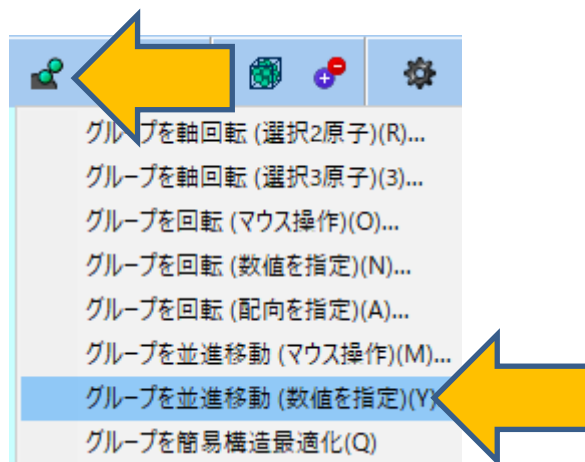 グループを軸回転 (選択2原子)(R)...
グループを軸回転 (選択3原子)(3)...
グループを回転 (マウス操作)(O)...
グループを回転 (数値を指定)(N)...
グループを回転 (配向を指定)(A)...
グループを並進移動 (マウス操作)(M)...
グループを並進移動 (数値を指定)(Y)
グループを簡易構造最適化(Q)